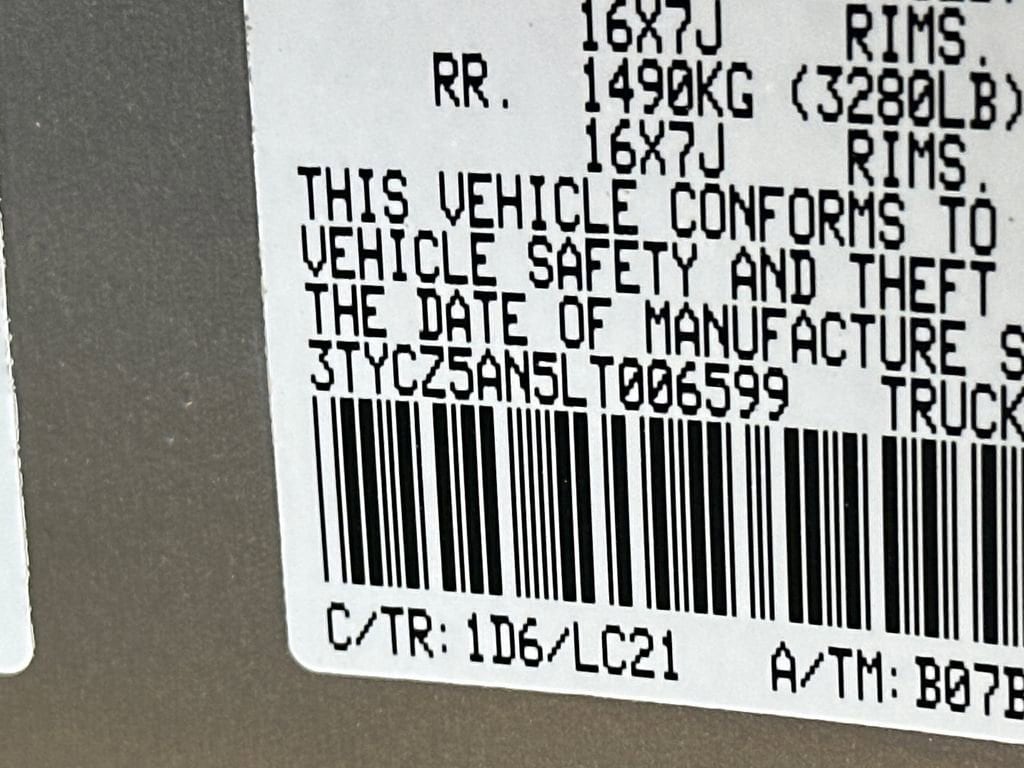 16X7J RIMS.
RR. 1490KG (3280LB)
16X7J RIMS.
THIS VEHICLE CONFORMS TO
VEHICLE SAFETY AND THEFT
THE DATE OF MANUFACTURE S
3TYCZ5AN5LT006599 TRUCK
C/TR: 1D6/LC21 A/TM: B07B